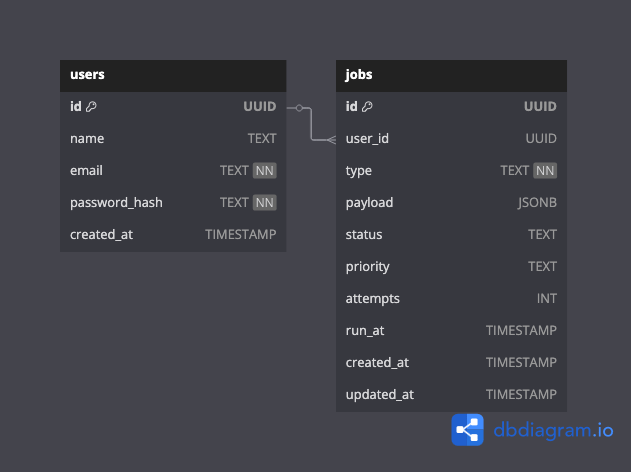 users
id UUID
name TEXT
email TEXT NN
password_hash TEXT NN
created_at TIMESTAMP
jobs
id UUID
user_id UUID
type TEXT NN
payload JSONB
status TEXT
priority TEXT
attempts INT
run_at TIMESTAMP
created_at TIMESTAMP
updated_at TIMESTAMP
dbdiagram.io